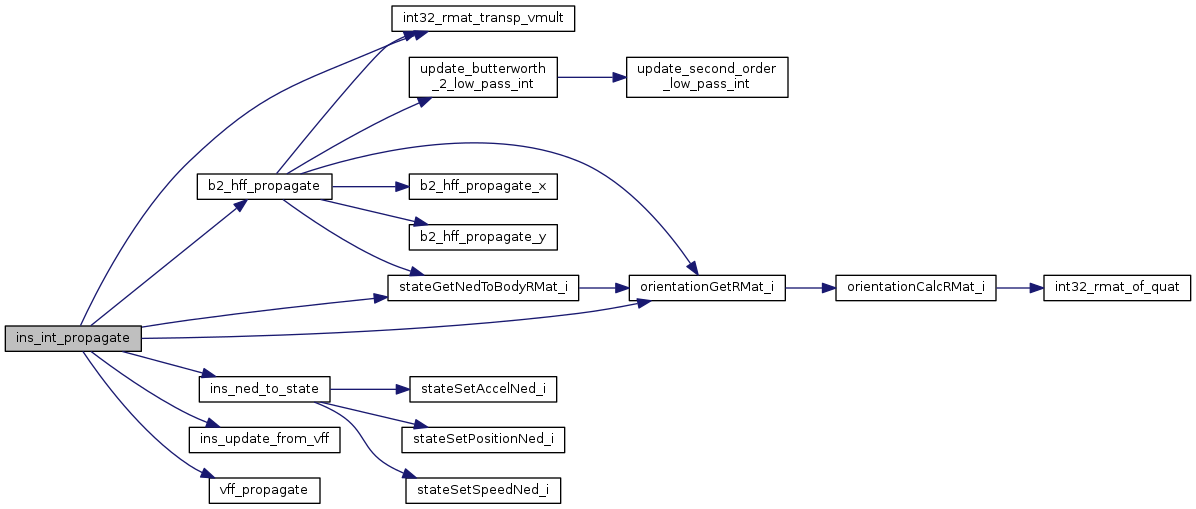 int32_rmat_transp_vmult
update_butterworth
_2_low_pass_int
update_second_order
_low_pass_int
b2_hff_propagate
b2_hff_propagate_x
b2_hff_propagate_y
stateGetNedToBodyRMat_i
orientationGetRMat_i
orientationCalcRMat_i
int32_rmat_of_quat
ins_int_propagate
ins_ned_to_state
stateSetAccelNed_i
ins_update_from_vff
stateSetPositionNed_i
vff_propagate
stateSetSpeedNed_i